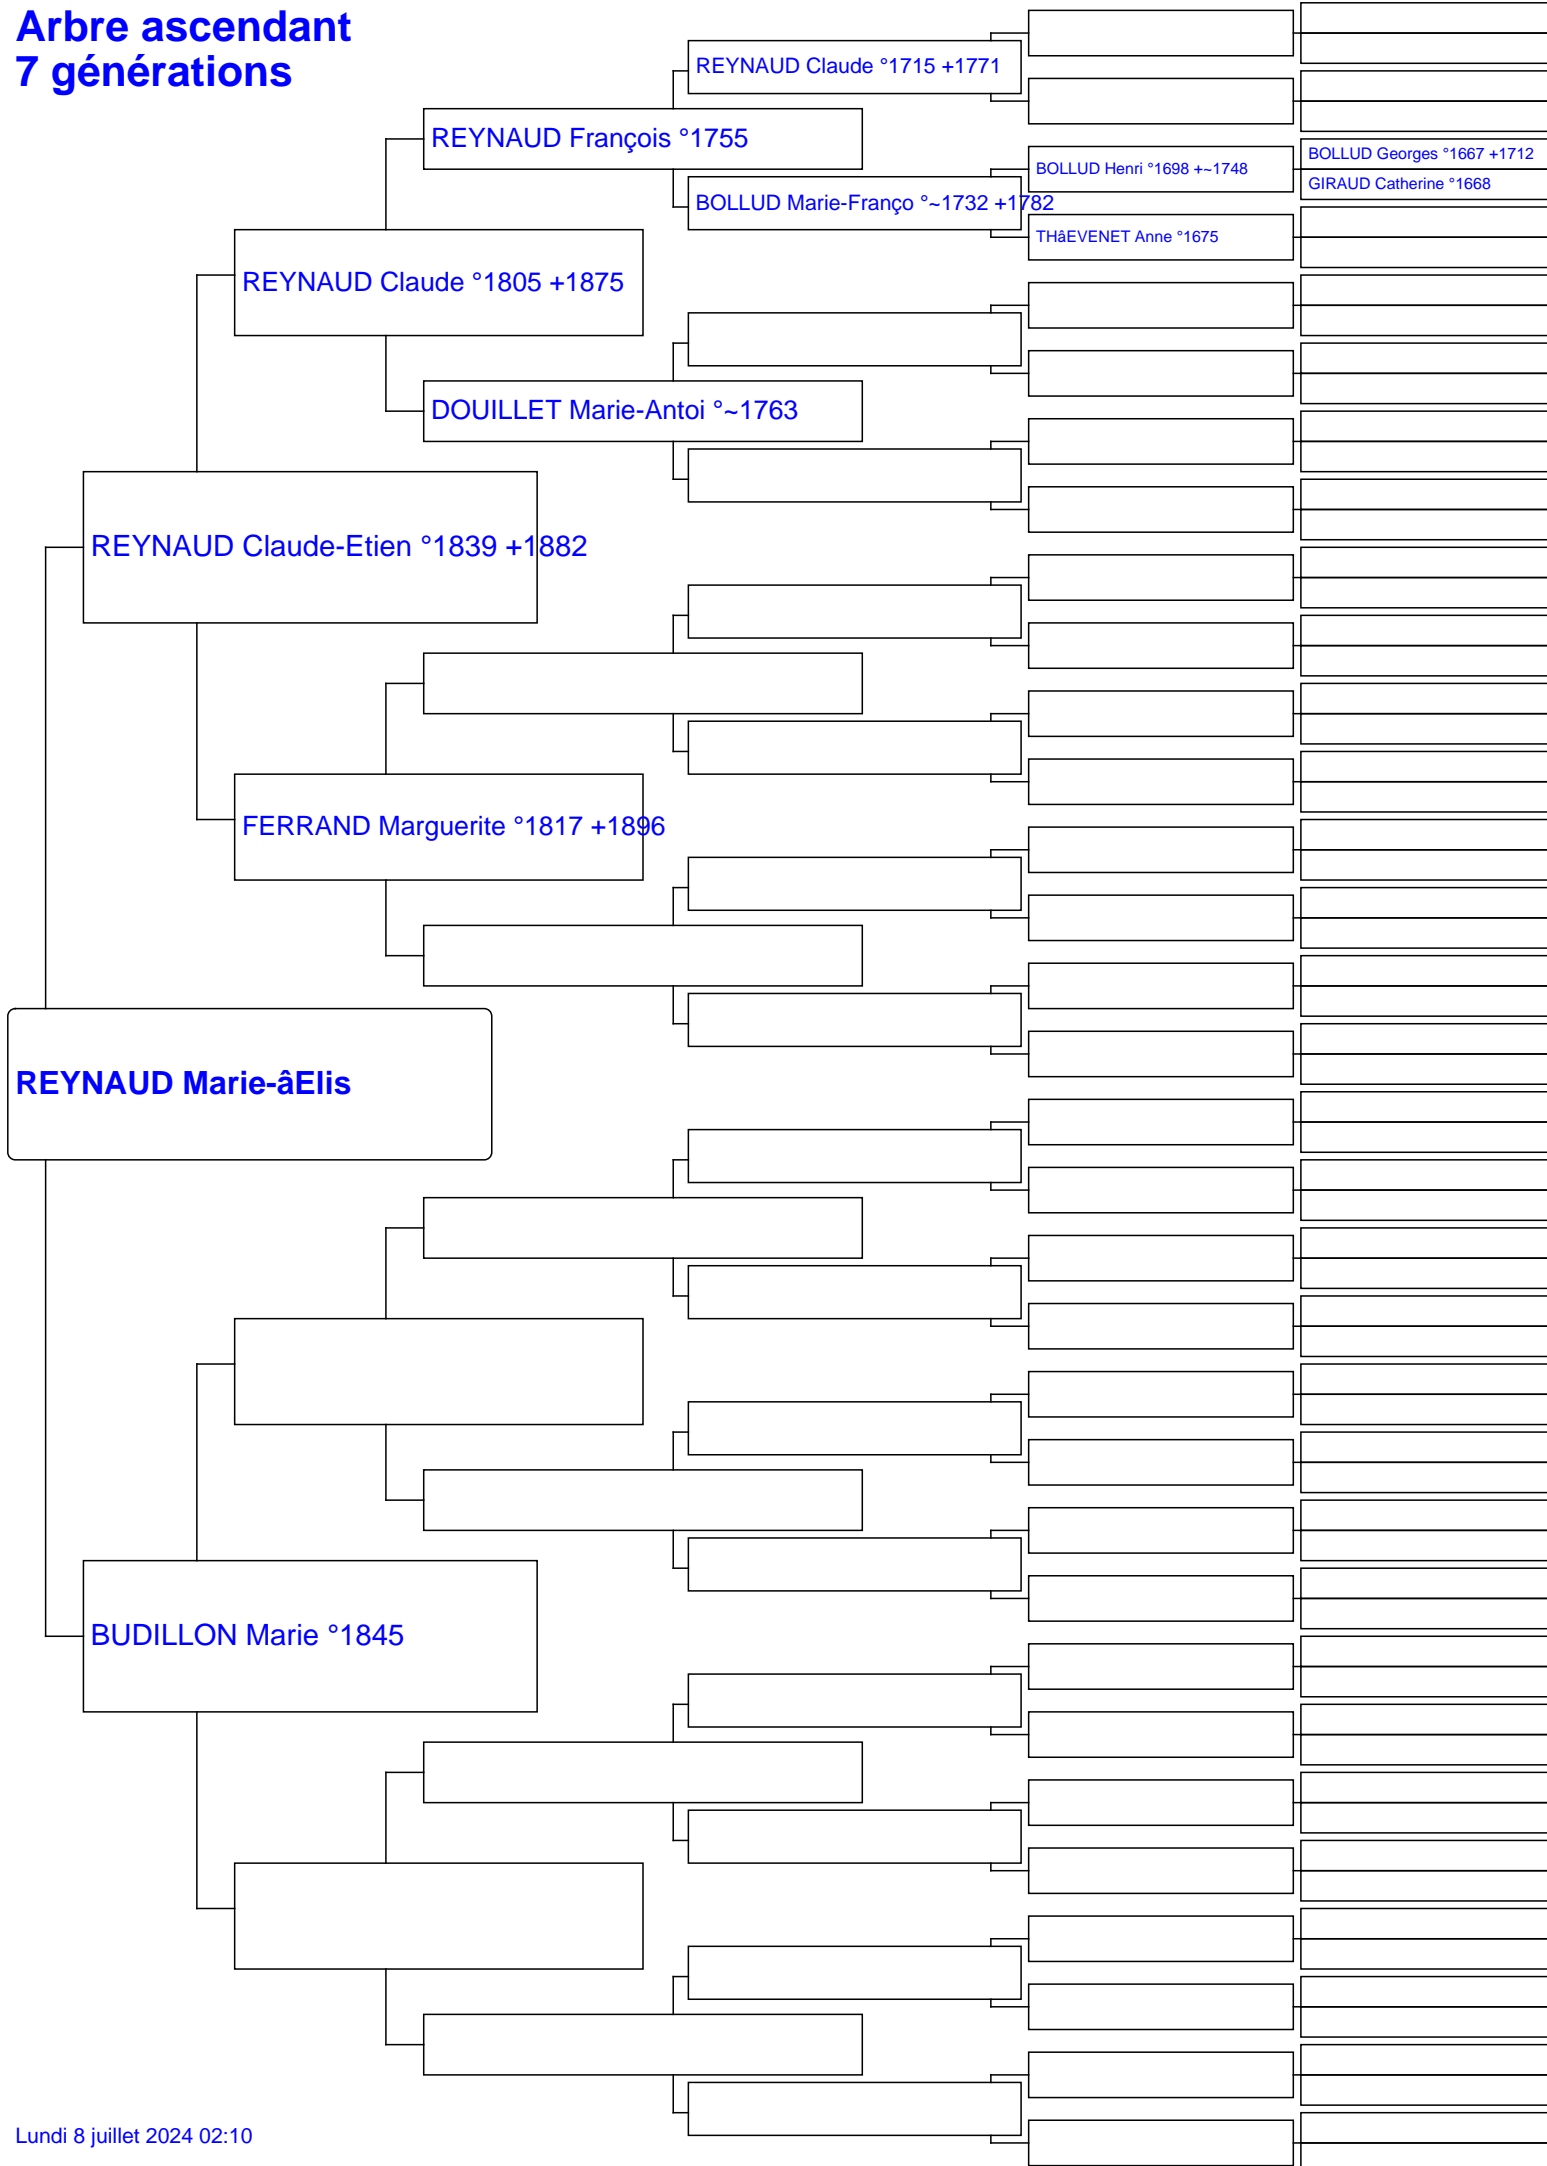 Arbre ascendant
7 générations
REYNAUD Claude °1715 +1771
REYNAUD François °1755
BOLLUD Georges °1667 +1712
BOLLUD Henri °1698 +~1748
GIRAUD Catherine °1668
BOLLUD Marie-Franço °~1732 +1782
THâEVENET Anne °1675
REYNAUD Claude °1805 +1875
DOUILLET Marie-Antoi °~1763
REYNAUD Claude-Etien °1839 +1882
FERRAND Marguerite °1817 +1896
REYNAUD Marie-âElis
BUDILLON Marie °1845
Lundi 8 juillet 2024 02:10